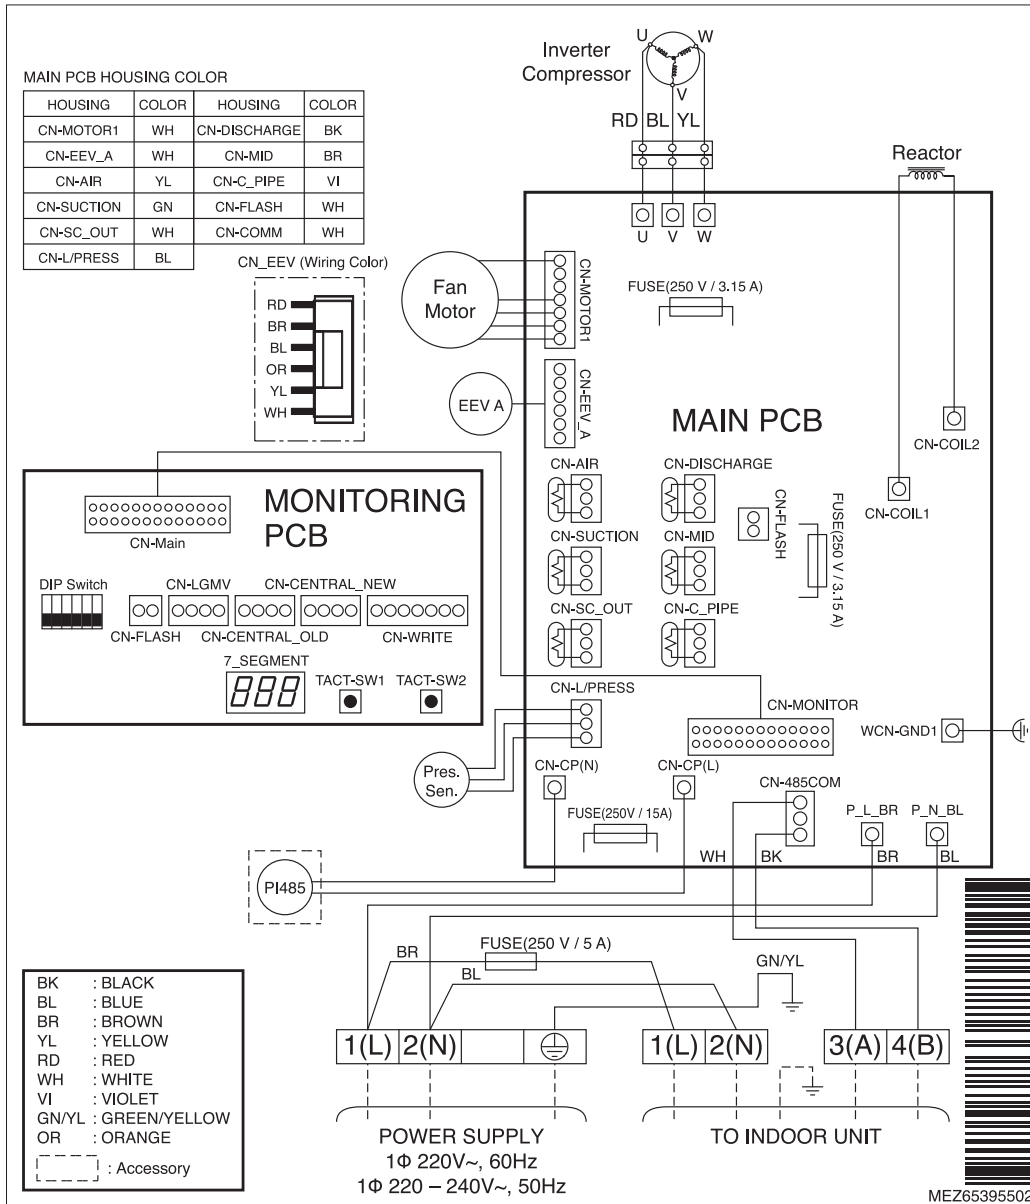 MAIN PCB HOUSING COLOR
HOUSING COLOR HOUSING COLOR
CN-MOTOR1 WH CN-DISCHARGE BK
CN-EEV_A WH CN-MID BR
CN-AIR YL CN-C_PIPE VI
CN-SUCTION GN CN-FLASH WH
CN-SC_OUT WH CN-COMM WH
CN-L/PRESS BL
CN_EEV (Wiring Color)
RD
BR
BL
OR
YL
WH
Inverter
Compressor
U
W
V
RD BL YL
U V W
Reactor
Fan
Motor
CN-MOTOR1
FUSE(250 V / 3.15 A)
EEV A
CN-EEV_A
MAIN PCB
CN-COIL2
CN-COIL1
CN-AIR
CN-DISCHARGE
CN-FLASH
FUSE(250 V / 3.15 A)
CN-SUCTION
CN-MID
CN-SC_OUT
CN-C_PIPE
CN-L/PRESS
CN-MONITOR
WCN-GND1
Pres.
Sen.
CN-CP(N)
CN-CP(L)
CN-485COM
FUSE(250V / 15A)
P_L_BR
P_N_BL
WH
BK
BR
BL
MONITORING
PCB
CN-Main
DIP Switch
CN-LGMV
CN-CENTRAL_NEW
CN-FLASH
CN-CENTRAL_OLD
CN-WRITE
7_SEGMENT
888
TACT-SW1
TACT-SW2
PI485
BR
FUSE(250 V / 5 A)
BL
GN/YL
1(L) 2(N)
1(L) 2(N)
3(A) 4(B)
POWER SUPPLY
1Φ 220V~, 60Hz
1Φ 220 – 240V~, 50Hz
TO INDOOR UNIT
BK : BLACK
BL : BLUE
BR : BROWN
YL : YELLOW
RD : RED
WH : WHITE
VI : VIOLET
GN/YL : GREEN/YELLOW
OR : ORANGE
: Accessory
MEZ65395502